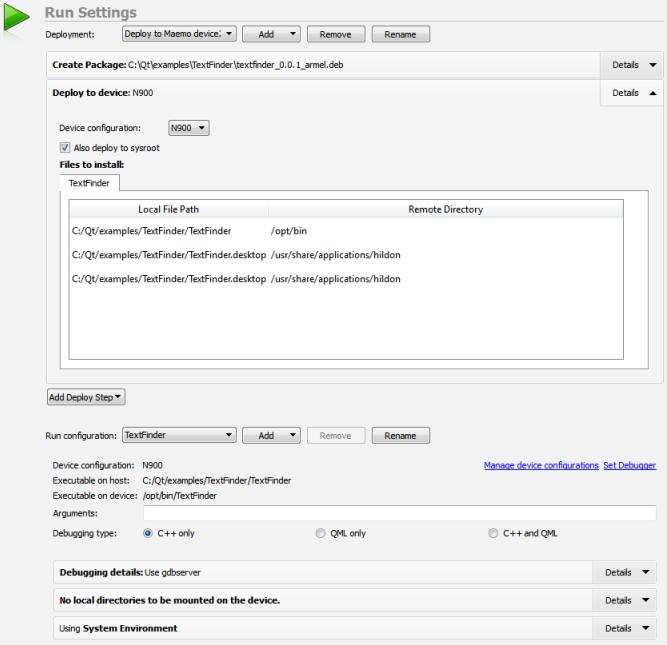 Run Settings
Deployment: Deploy to Maemo device: Add Remove Rename
Create Package: C:\Qt\examples\TextFinder\textfinder_0.0.1_armel.deb Details
Deploy to device: N900 Details
Device configuration: N900
Also deploy to sysroot
Files to install:
TextFinder
Local File Path Remote Directory
C:/Qt/examples/TextFinder/TextFinder /opt/bin
C:/Qt/examples/TextFinder/TextFinder.desktop /usr/share/applications/hildon
C:/Qt/examples/TextFinder/TextFinder.desktop /usr/share/applications/hildon
Add Deploy Step
Run configuration: TextFinder Add Remove Rename
Device configuration: N900 Manage device configurations Set Debugger
Executable on host: C:/Qt/examples/TextFinder/TextFinder
Executable on device: /opt/bin/TextFinder
Arguments:
Debugging type: C++ only QML only C++ and QML
Debugging details: Use gdbserver Details
No local directories to be mounted on the device. Details
Using System Environment Details